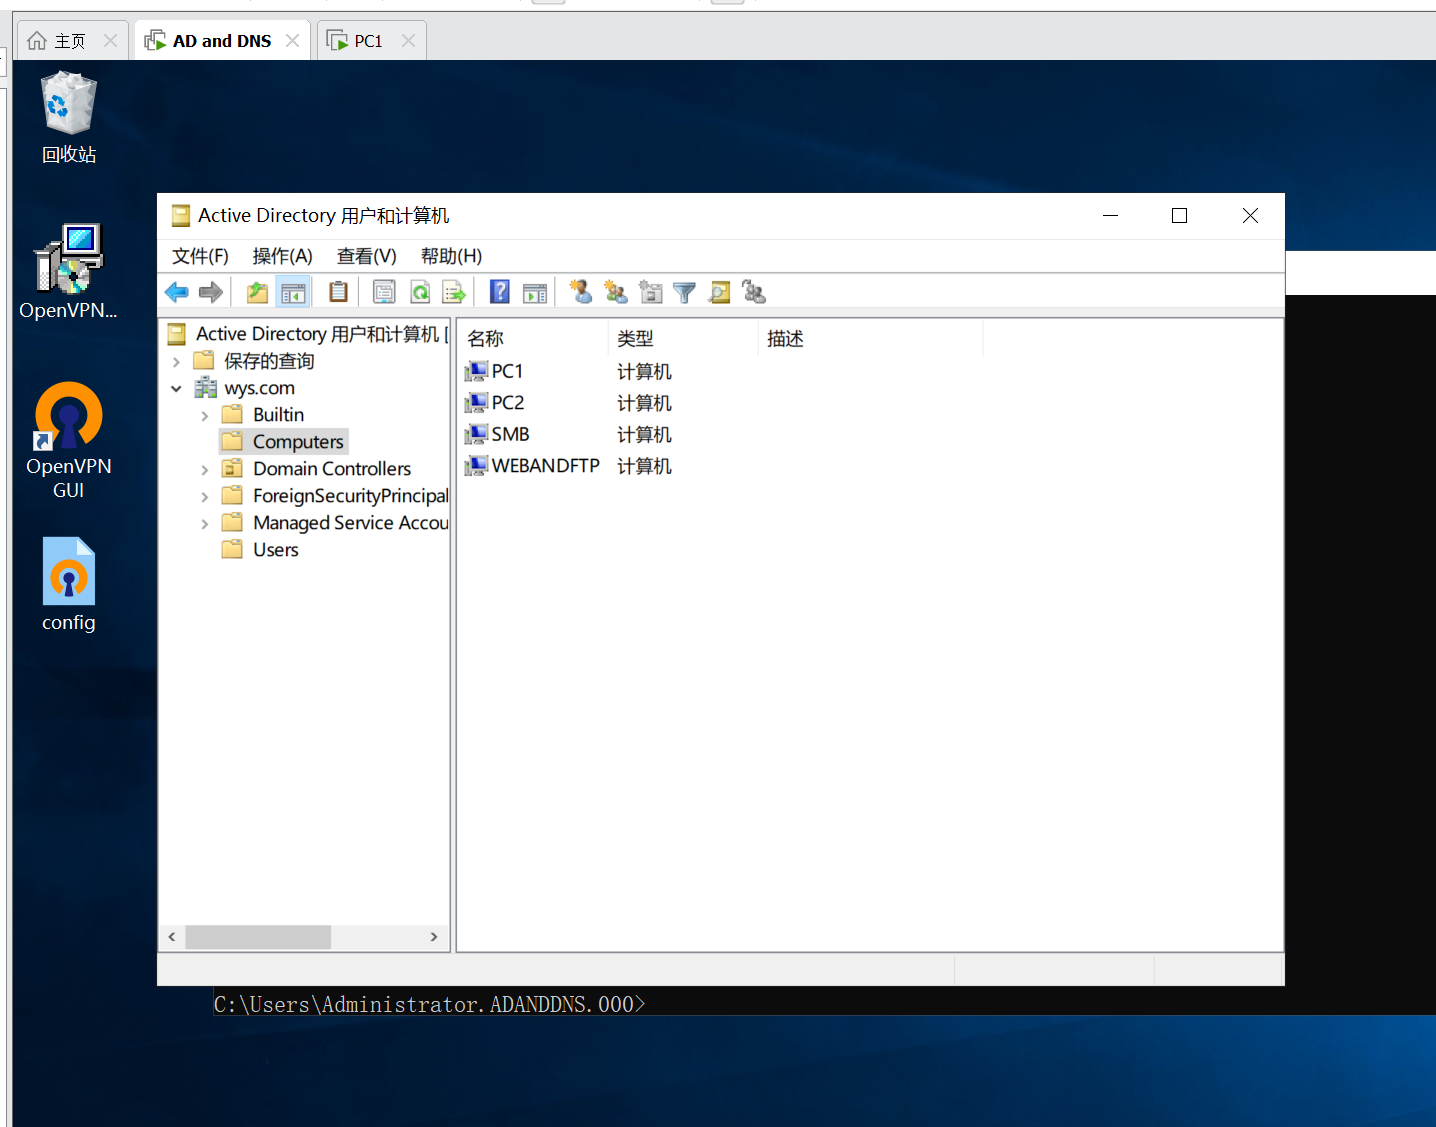 主页
AD and DNS
PC1
回收站
OpenVPN...
OpenVPN
GUI
config
Active Directory 用户和计算机
文件(F) 操作(A) 查看(V) 帮助(H)
Active Directory 用户和计算机 [
保存的查询
wys.com
Builtin
Computers
Domain Controllers
ForeignSecurityPrincipal
Managed Service Accou
Users
名称 类型 描述
PC1 计算机
PC2 计算机
SMB 计算机
WEBANDFTP 计算机
C:\Users\Administrator.ADANDDNS.000>